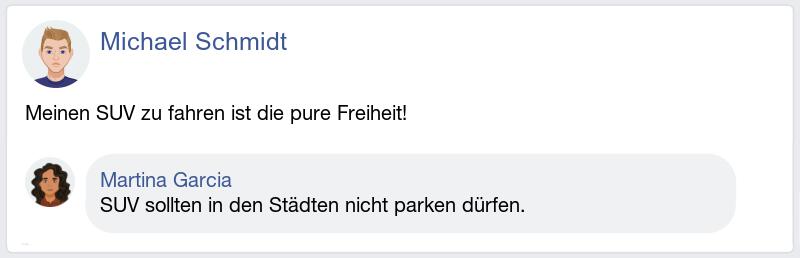 Michael Schmidt
Meinen SUV zu fahren ist die pure Freiheit!
Martina Garcia
SUV sollten in den Städten nicht parken dürfen.